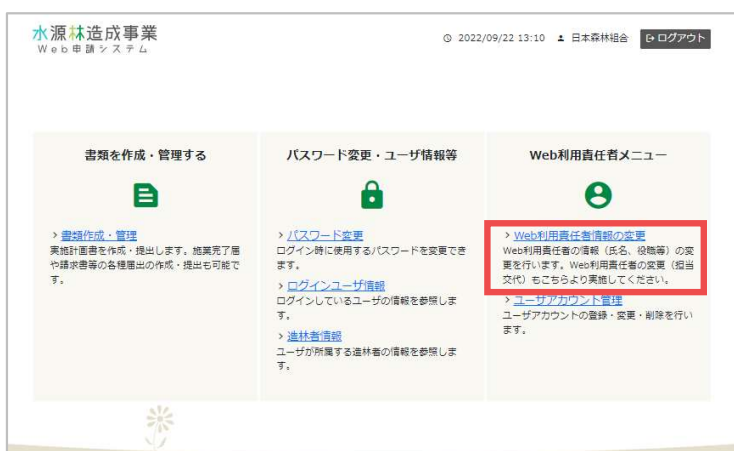 水源林造成事業
Web申請システム
2022/09/22 13:10 日本森林組合 ログアウト
書類を作成・管理する
> 書類作成・管理
実施計画書を作成・提出します。施業完了届
や請求書等の各種届出の作成・提出も可能で
す。
パスワード変更・ユーザ情報等
> パスワード変更
ログイン時に使用するパスワードを変更でき
ます。
> ログインユーザ情報
ログインしているユーザの情報を参照しま
す。
> 造林者情報
ユーザが所属する造林者の情報を参照しま
す。
Web利用責任者メニュー
> Web利用責任者情報の変更
Web利用責任者の情報（氏名、役職等）の変
更を行います。Web利用責任者の変更（担当
交代）もこちらより実施してください。
> ユーザアカウント管理
ユーザアカウントの登録・変更・削除を行い
ます。